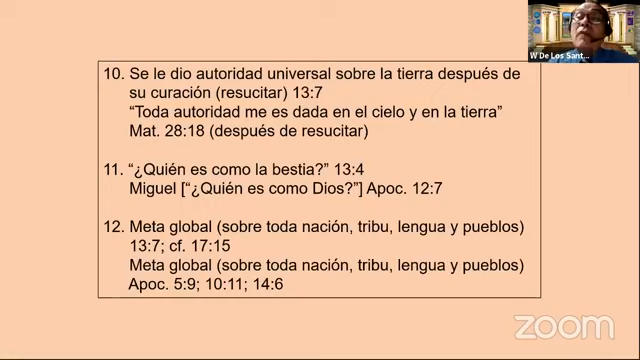 W De Los Sant...
10. Se le dio autoridad universal sobre la tierra después de
su curación (resucitar) 13:7
“Toda autoridad me es dada en el cielo y en la tierra”
Mat. 28:18 (después de resucitar)
11. “¿Quién es como la bestia?” 13:4
Miguel [“¿Quién es como Dios?”] Apoc. 12:7
12. Meta global (sobre toda nación, tribu, lengua y pueblos)
13:7; cf. 17:15
Meta global (sobre toda nación, tribu, lengua y pueblos)
Apoc. 5:9; 10:11; 14:6
zoom